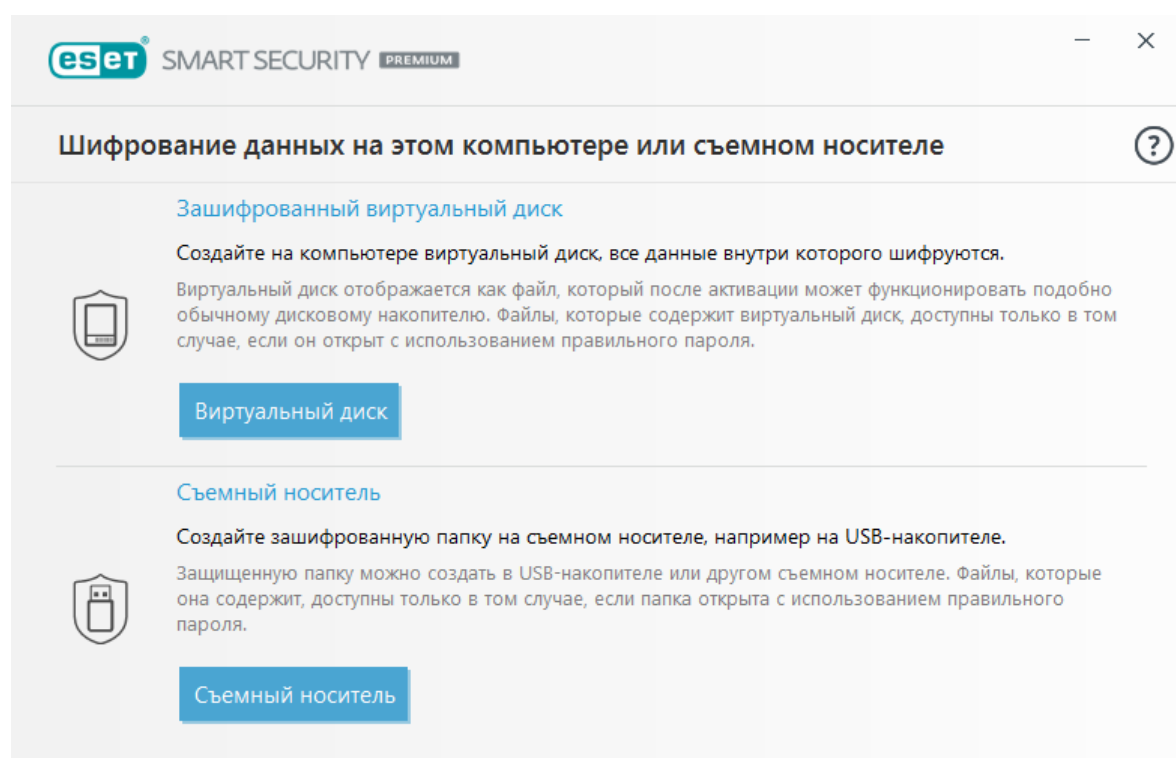 eset® SMART SECURITY PREMIUM
Шифрование данных на этом компьютере или съемном носителе
?
Зашифрованный виртуальный диск
Создайте на компьютере виртуальный диск, все данные внутри которого шифруются.
Виртуальный диск отображается как файл, который после активации может функционировать подобно
обычному дисковому накопителю. Файлы, которые содержит виртуальный диск, доступны только в том
случае, если он открыт с использованием правильного пароля.
Виртуальный диск
Съемный носитель
Создайте зашифрованную папку на съемном носителе, например на USB-накопителе.
Защищенную папку можно создать в USB-накопителе или другом съемном носителе. Файлы, которые
она содержит, доступны только в том случае, если папка открыта с использованием правильного
пароля.
Съемный носитель